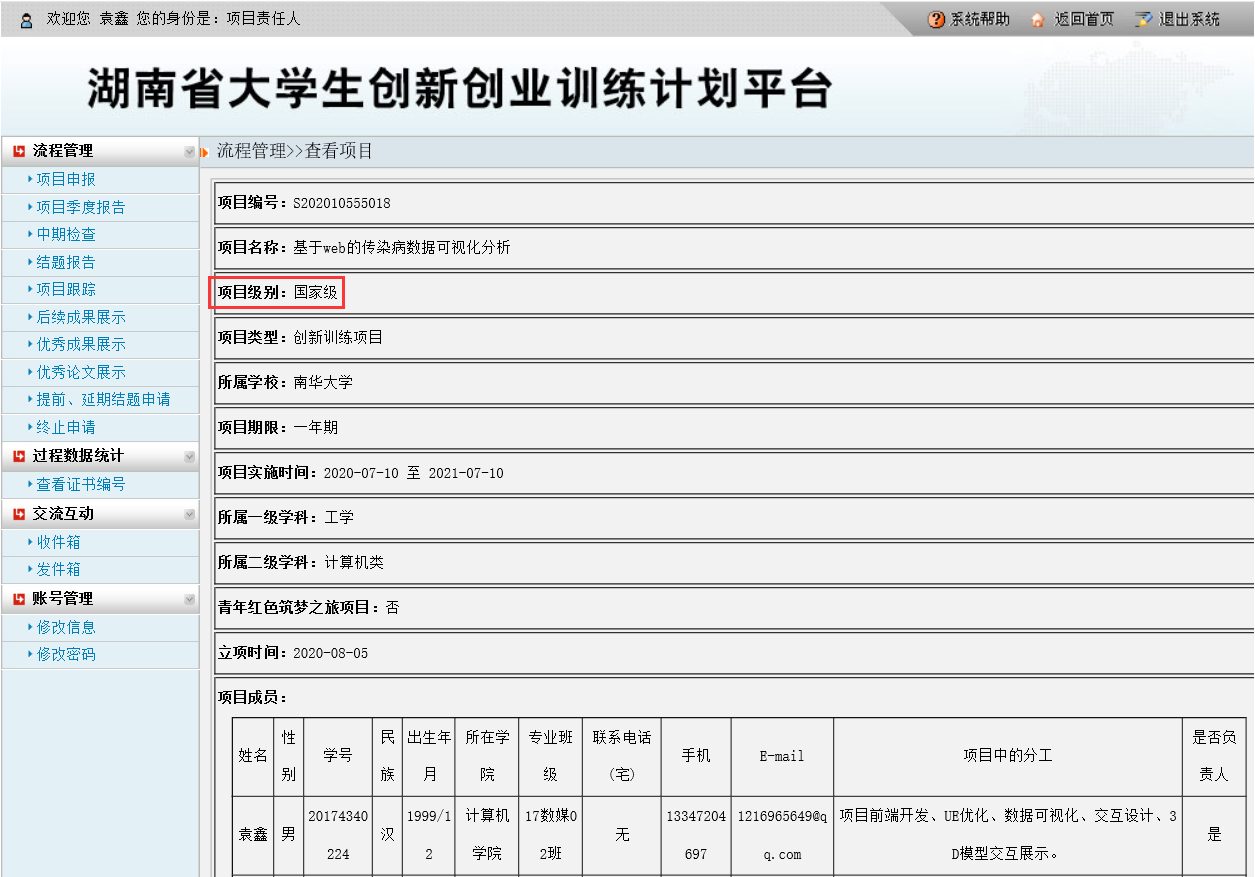 欢迎您 袁鑫 您的身份是：项目责任人
系统帮助 返回首页 退出系统
湖南省大学生创新创业训练计划平台
流程管理
项目申报
项目季度报告
中期检查
结题报告
项目跟踪
后续成果展示
优秀成果展示
优秀论文展示
提前、延期结题申请
终止申请
过程数据统计
查看证书编号
交流互动
收件箱
发件箱
账号管理
修改信息
修改密码
流程管理>>查看项目
项目编号：S202010555018
项目名称：基于web的传染病数据可视化分析
项目级别：国家级
项目类型：创新训练项目
所属学校：南华大学
项目期限：一年期
项目实施时间：2020-07-10 至 2021-07-10
所属一级学科：工学
所属二级学科：计算机类
青年红色筑梦之旅项目：否
立项时间：2020-08-05
项目成员：
姓名
性
别
学号
民
族
出生年
月
所在学
院
专业班
级
联系电话
(宅)
手机
E-mail
项目中的分工
是否负
责人
袁鑫
男
20174340
224
汉
1999/1
2
计算机
学院
17数媒0
2班
无
13347204
697
1216965649@q
q.com
项目前端开发、UE优化、数据可视化、交互设计、3
D模型交互展示。
是